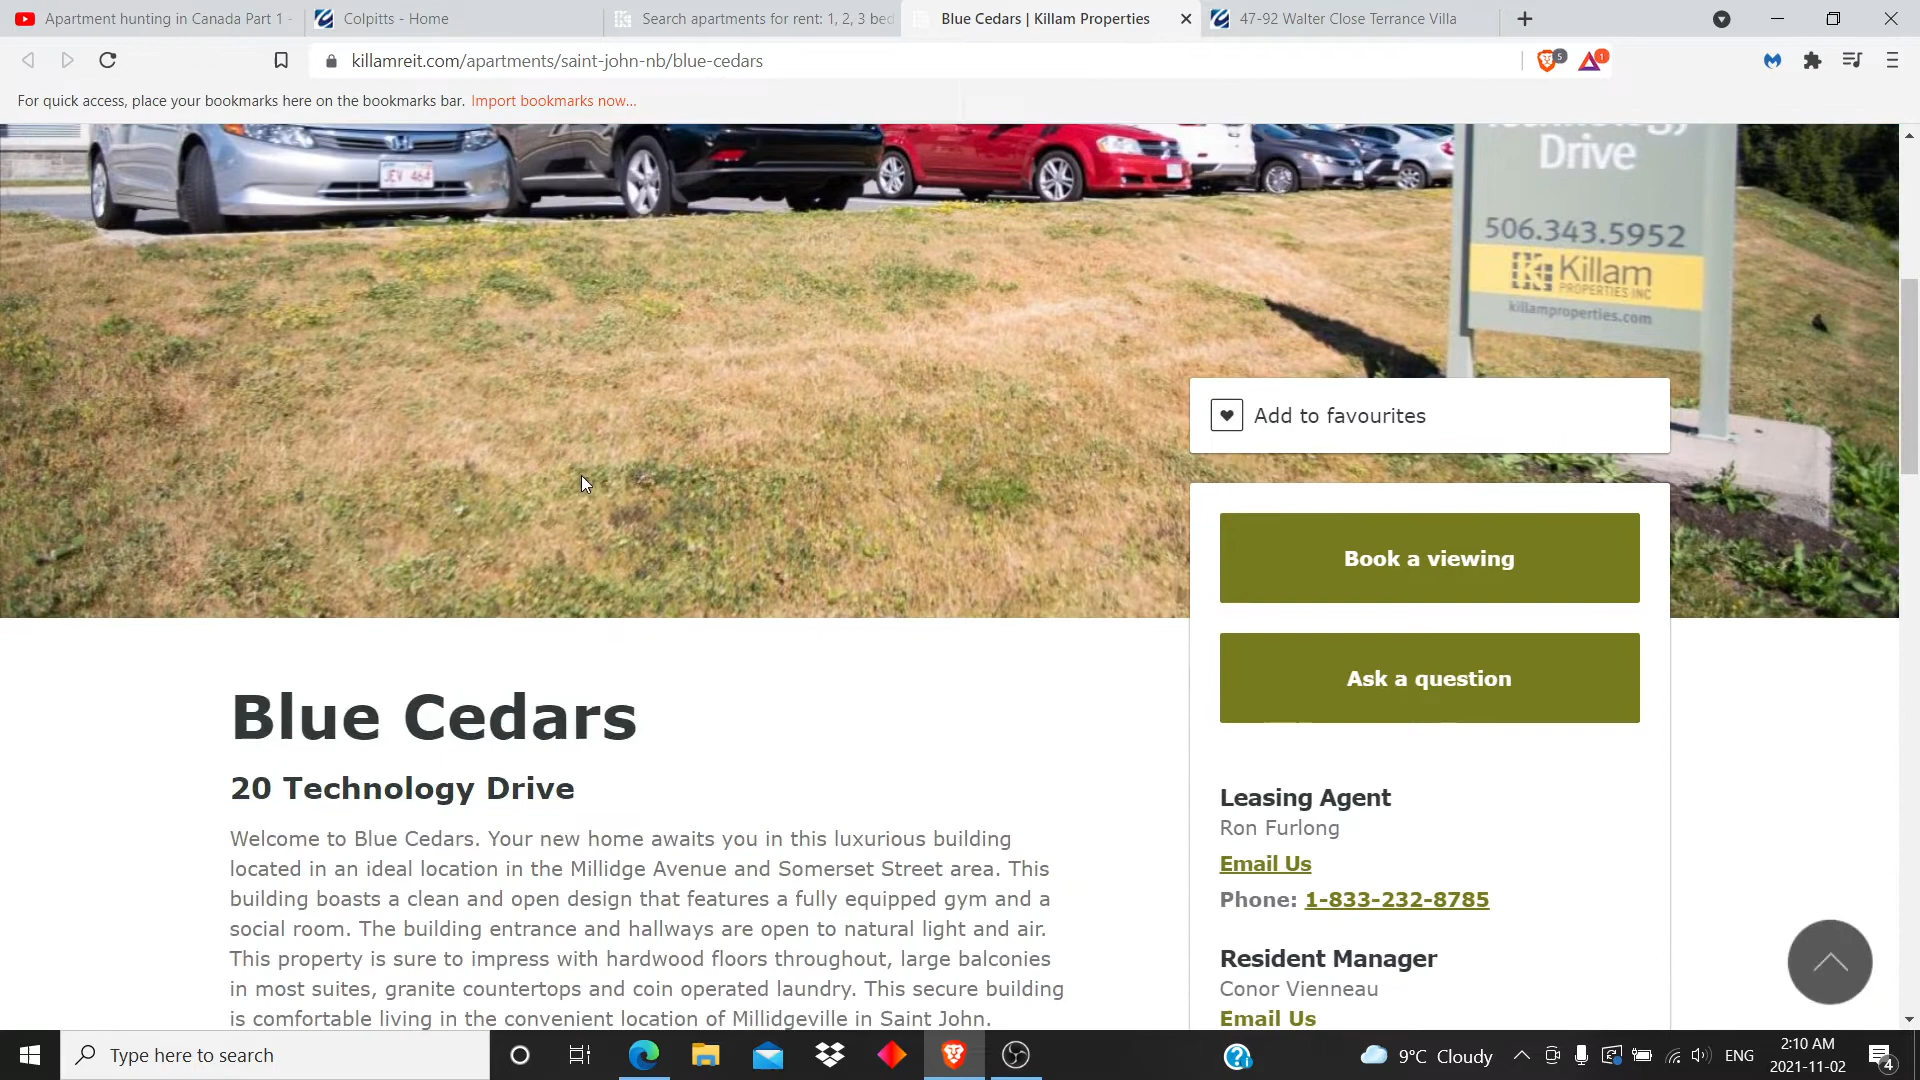 Apartment hunting in Canada Part 1 -
Colpitts - Home
Search apartments for rent: 1, 2, 3 bed
Blue Cedars | Killam Properties
47-92 Walter Close Terrance Villa
killamreit.com/apartments/saint-john-nb/blue-cedars
5
1
For quick access, place your bookmarks here on the bookmarks bar. Import bookmarks now...
JEV 464
Technology
Drive
506.343.5952
Killam
PROPERTIES INC
killamproperties.com
Add to favourites
Book a viewing
Ask a question
Blue Cedars
20 Technology Drive
Welcome to Blue Cedars. Your new home awaits you in this luxurious building
located in an ideal location in the Millidge Avenue and Somerset Street area. This
building boasts a clean and open design that features a fully equipped gym and a
social room. The building entrance and hallways are open to natural light and air.
This property is sure to impress with hardwood floors throughout, large balconies
in most suites, granite countertops and coin operated laundry. This secure building
is comfortable living in the convenient location of Millidgeville in Saint John.
Leasing Agent
Ron Furlong
Email Us
Phone: 1-833-232-8785
Resident Manager
Conor Vienneau
Email Us
Type here to search
9°C Cloudy
ENG
2:10 AM
2021-11-02
4